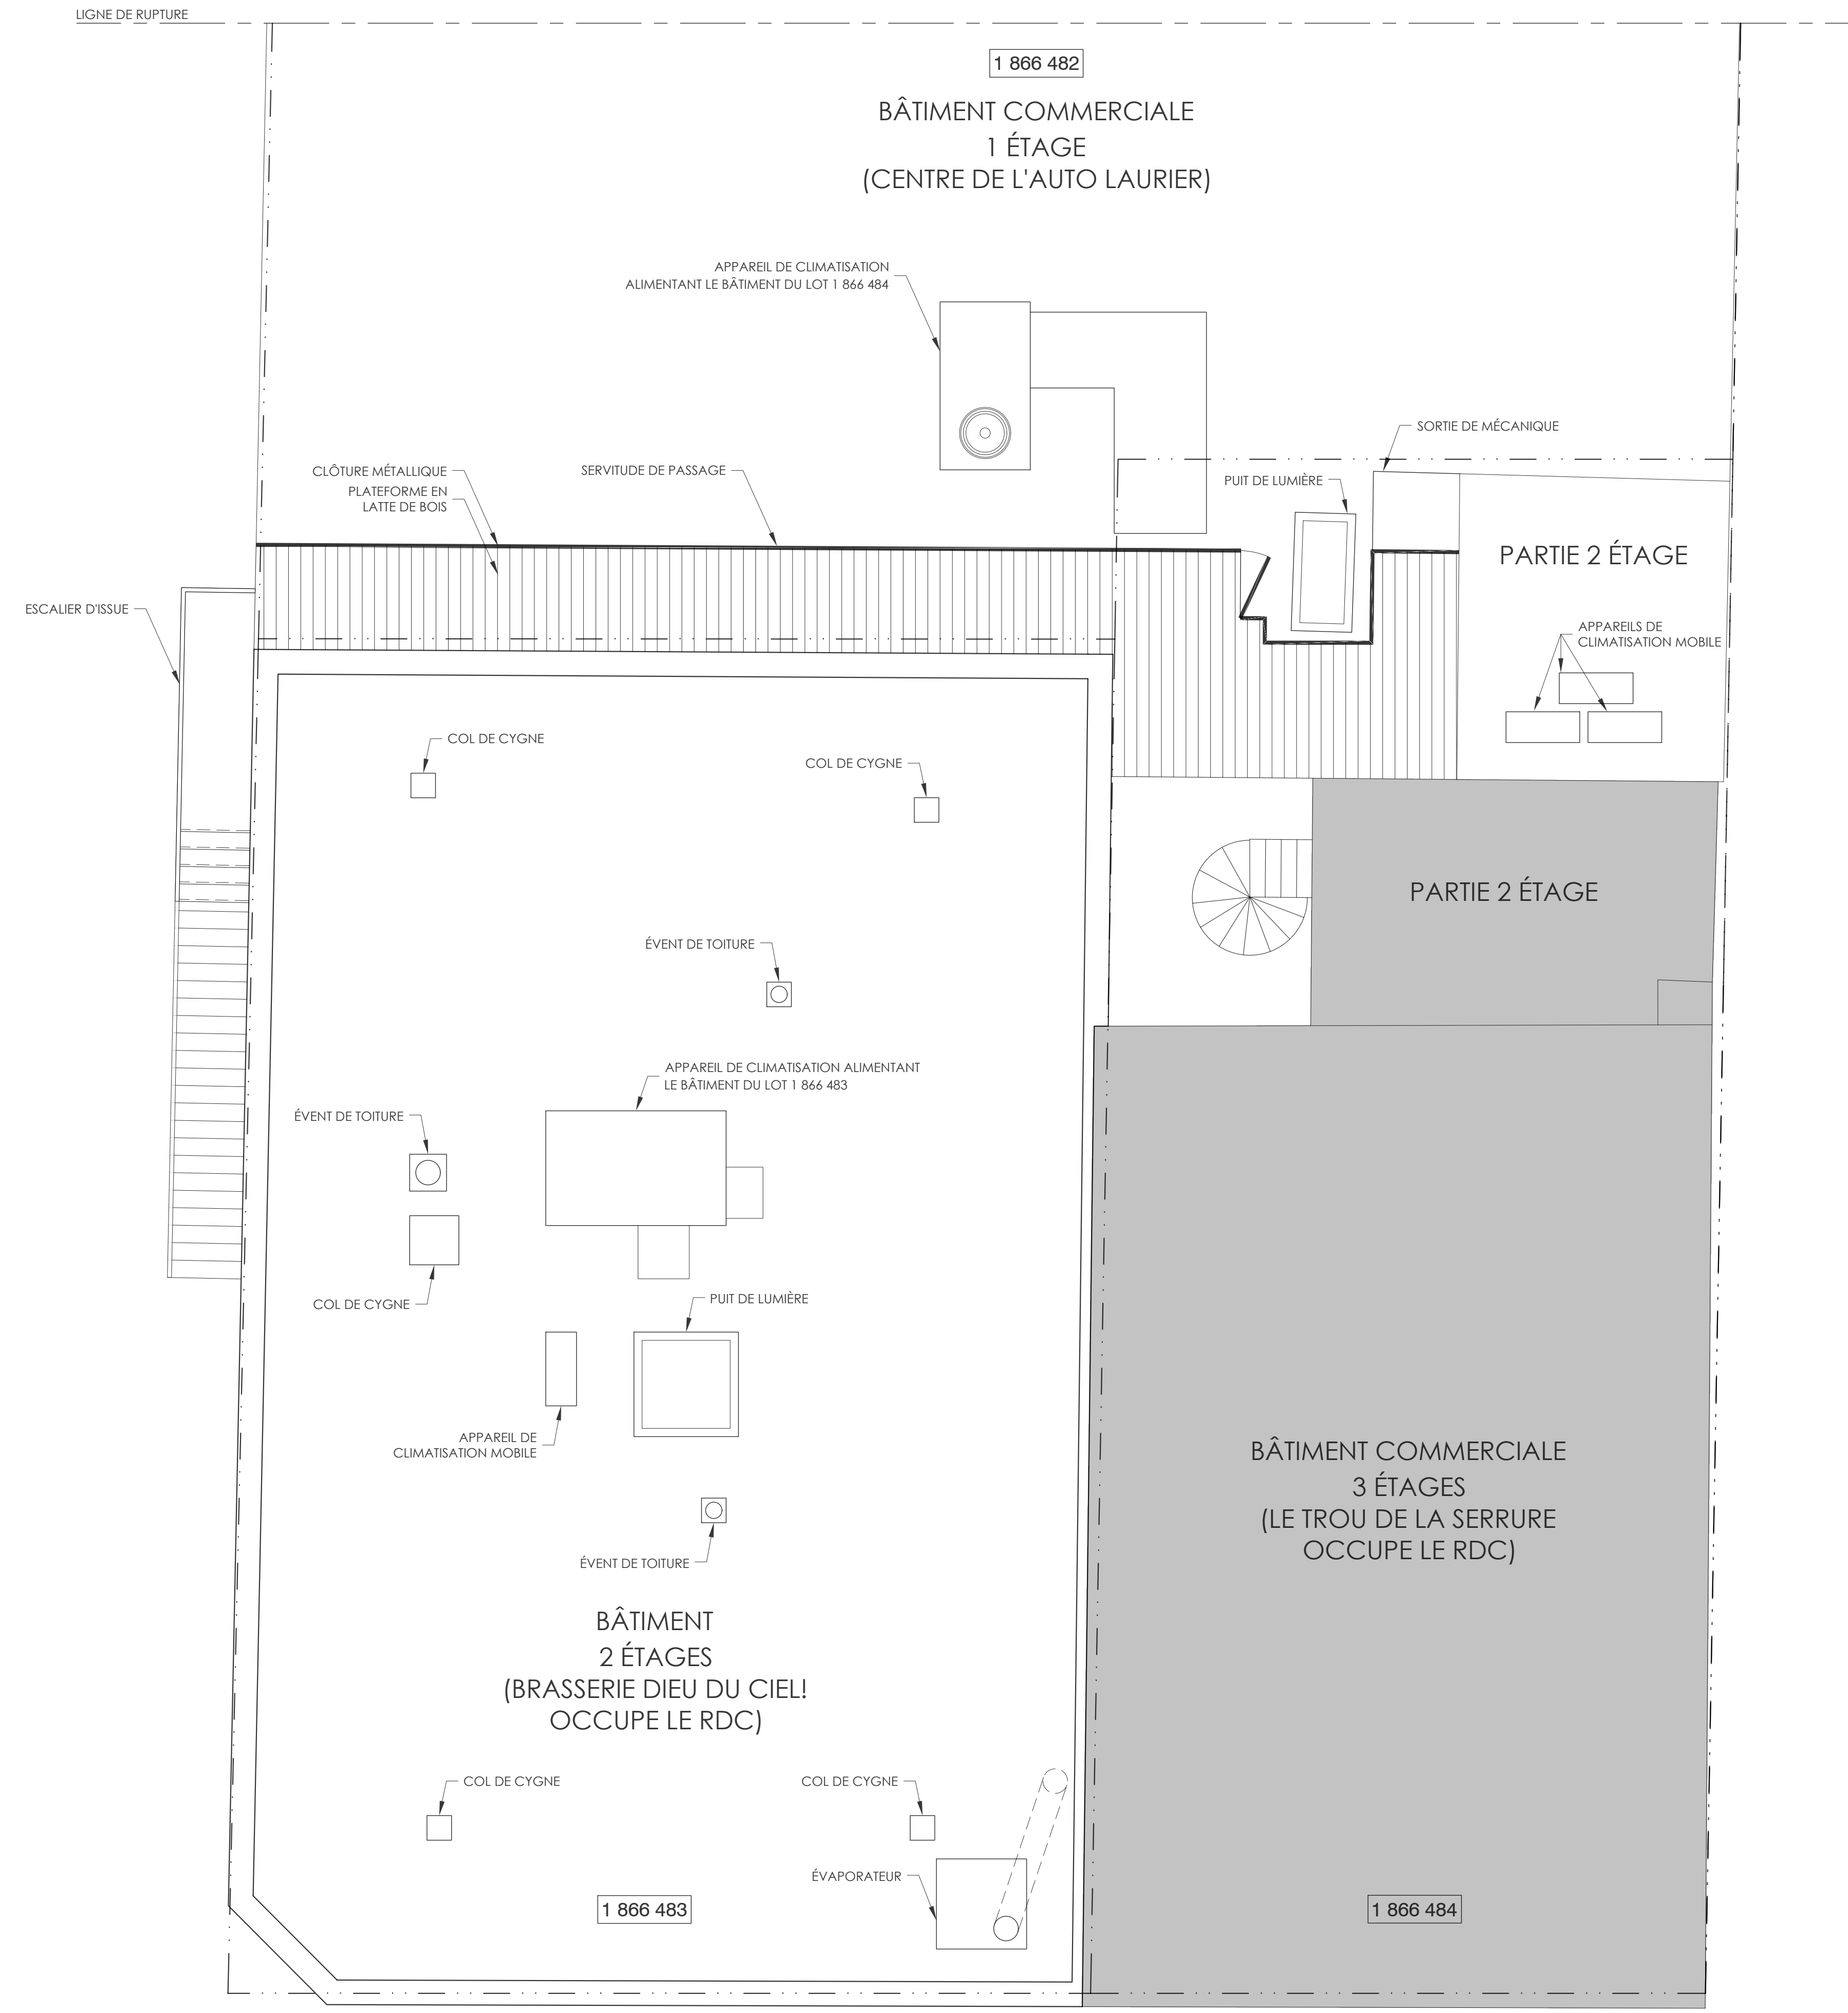 LIGNE DE RUPTURE
1 866 482
BÂTIMENT COMMERCIALE
1 ÉTAGE
(CENTRE DE L'AUTO LAURIER)
APPAREIL DE CLIMATISATION
ALIMENTANT LE BÂTIMENT DU LOT 1 866 484
SORTIE DE MÉCANIQUE
CLÔTURE MÉTALLIQUE
PLATEFORME EN
LATTE DE BOIS
SERVITUDE DE PASSAGE
PUIT DE LUMIÈRE
PARTIE 2 ÉTAGE
ESCALIER D'ISSUE
APPAREILS DE
CLIMATISATION MOBILE
COL DE CYGNE
COL DE CYGNE
PARTIE 2 ÉTAGE
ÉVENT DE TOITURE
APPAREIL DE CLIMATISATION ALIMENTANT
LE BÂTIMENT DU LOT 1 866 483
ÉVENT DE TOITURE
COL DE CYGNE
PUIT DE LUMIÈRE
APPAREIL DE
CLIMATISATION MOBILE
BÂTIMENT COMMERCIALE
3 ÉTAGES
(LE TROU DE LA SERRURE
OCCUPE LE RDC)
ÉVENT DE TOITURE
BÂTIMENT
2 ÉTAGES
(BRASSERIE DIEU DU CIEL!
OCCUPE LE RDC)
COL DE CYGNE
COL DE CYGNE
ÉVAPORATEUR
1 866 483
1 866 484